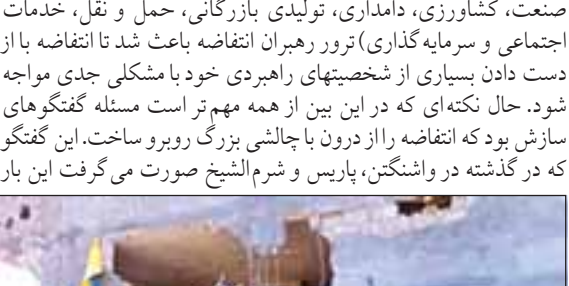 صنعت، کشاورزی، دامداری، تولیدی بازرگانی، حمل و نقل، خدمات
اجتماعی و سرمایه گذاری) ترور رهبران انتفاضه باعث شد تا انتفاضه با از
دست دادن بسیاری از شخصیتهای راهبردی خود با مشکلی جدی مواجه
شود. حال نکته‌ای که در این بین از همه مهم‌تر است مسئله گفتگوهای
سازش بود که انتفاضه را از درون با چالشی بزرگ روبرو ساخت. این گفتگو
که در گذشته در واشنگتن، پاریس و شرم‌الشیخ صورت می‌گرفت این بار